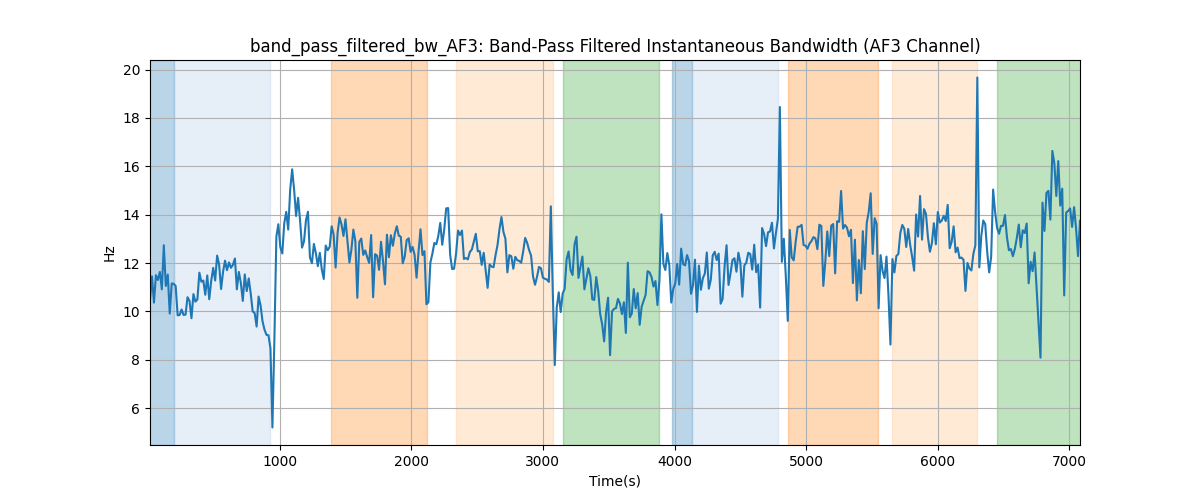 band_pass_filtered_bw_AF3: Band-Pass Filtered Instantaneous Bandwidth (AF3 Channel)
20
18
16
14
12
10
8
6
Hz
1000 2000 3000 4000 5000 6000 7000
Time(s)